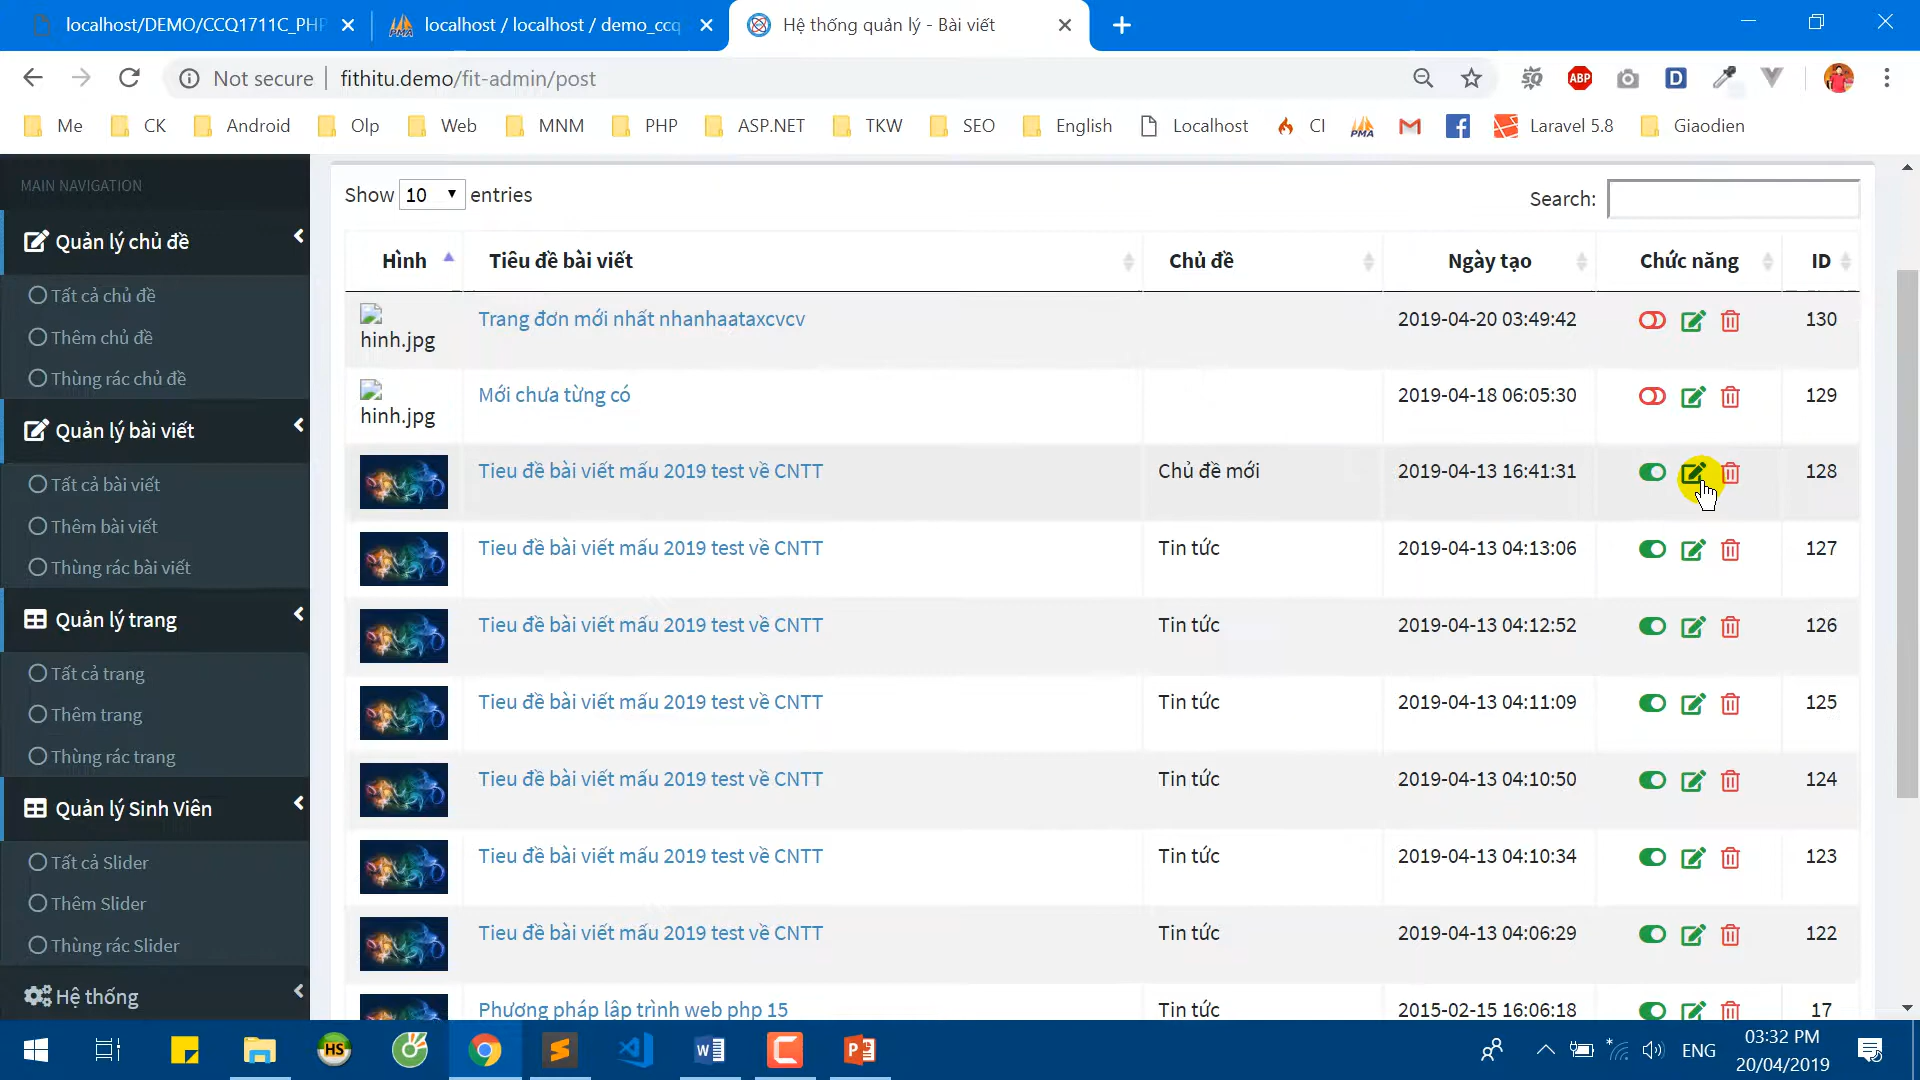 localhost/DEMO/CCQ1711C_PHP
localhost / localhost / demo_ccq
Hệ thống quản lý - Bài viết
Not secure | fithitu.demo/fit-admin/post
Me CK Android Olp Web MNM PHP ASP.NET TKW SEO English Localhost CI Laravel 5.8 Giaodien
MAIN NAVIGATION
Quản lý chủ đề
Tất cả chủ đề
Thêm chủ đề
Thùng rác chủ đề
Quản lý bài viết
Tất cả bài viết
Thêm bài viết
Thùng rác bài viết
Quản lý trang
Tất cả trang
Thêm trang
Thùng rác trang
Quản lý Sinh Viên
Tất cả Slider
Thêm Slider
Thùng rác Slider
Hệ thống
Show 10 entries
Search:
Hình Tiêu đề bài viết Chủ đề Ngày tạo Chức năng ID
hinh.jpg Trang đơn mới nhất nhanhaataxcvcv 2019-04-20 03:49:42 130
hinh.jpg Mới chưa từng có 2019-04-18 06:05:30 129
Tieu đề bài viết mấu 2019 test về CNTT Chủ đề mới 2019-04-13 16:41:31 128
Tieu đề bài viết mấu 2019 test về CNTT Tin tức 2019-04-13 04:13:06 127
Tieu đề bài viết mấu 2019 test về CNTT Tin tức 2019-04-13 04:12:52 126
Tieu đề bài viết mấu 2019 test về CNTT Tin tức 2019-04-13 04:11:09 125
Tieu đề bài viết mấu 2019 test về CNTT Tin tức 2019-04-13 04:10:50 124
Tieu đề bài viết mấu 2019 test về CNTT Tin tức 2019-04-13 04:10:34 123
Tieu đề bài viết mấu 2019 test về CNTT Tin tức 2019-04-13 04:06:29 122
Phương pháp lập trình web php 15 Tin tức 2015-02-15 16:06:18 17
ENG
03:32 PM
20/04/2019